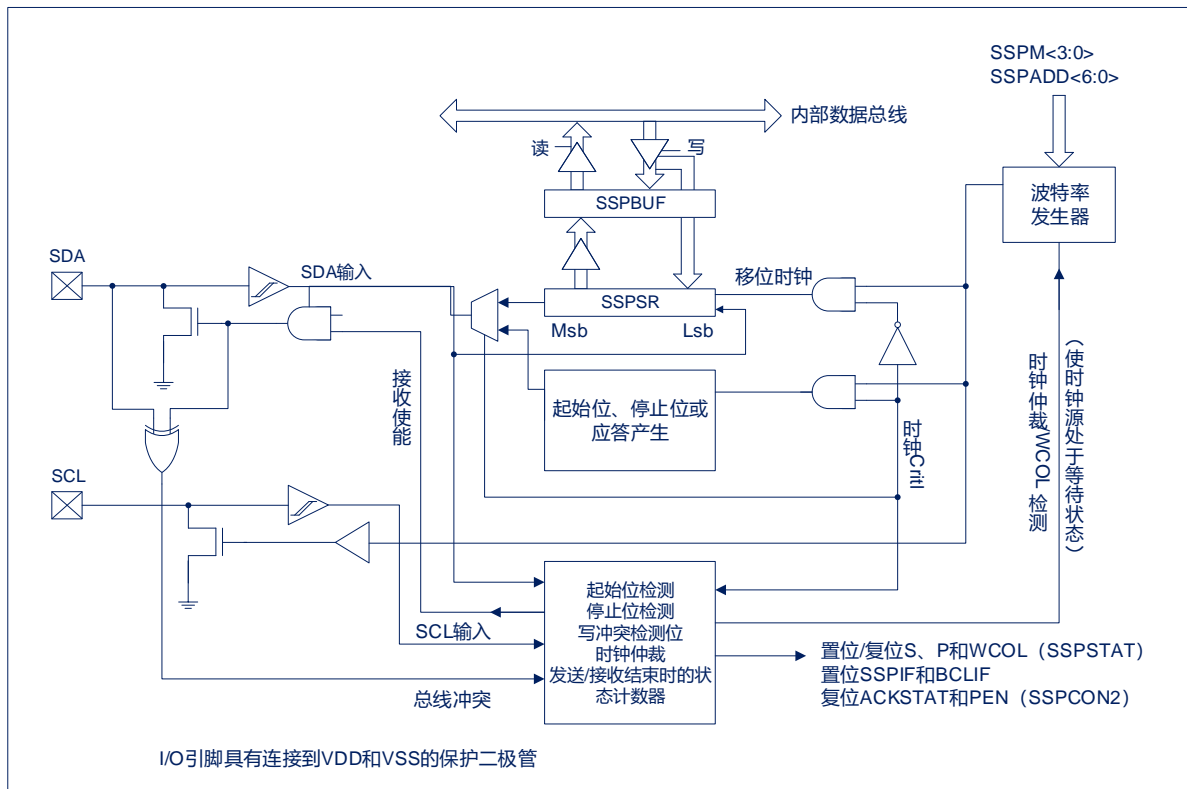 SSPM<3:0>
SSPADD<6:0>
内部数据总线
读
写
波特率
发生器
SSPBUF
SDA
SDA输入
移位时钟
SSPSR
Msb
Lsb
接收使能
起始位、停止位或
应答产生
时钟Critl
时钟仲裁/WCOL 检测
（使时钟源处于等待状态）
SCL
起始位检测
停止位检测
写冲突检测位
时钟仲裁
发送/接收结束时的状
态计数器
SCL输入
总线冲突
置位/复位S、P和WCOL（SSPSTAT）
置位SSPIF和BCLIF
复位ACKSTAT和PEN（SSPCON2）
I/O引脚具有连接到VDD和VSS的保护二极管